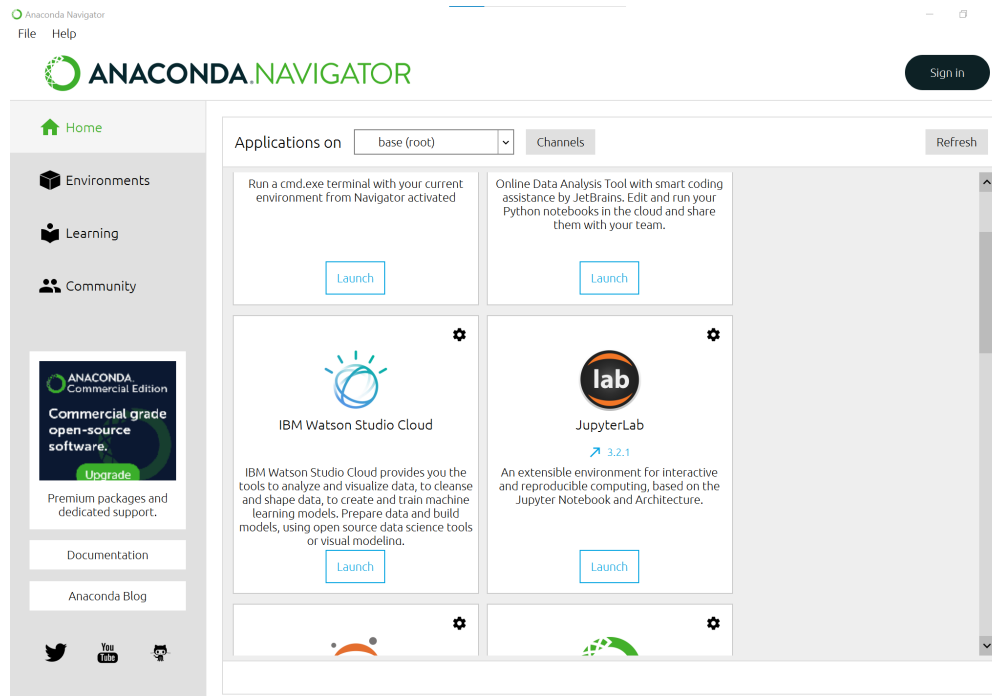 Anaconda Navigator
File Help
ANACONDA.NAVIGATOR
Sign in
Home
Environments
Learning
Community
ANACONDA.
Commercial Edition
Commercial grade
open-source
software.
Upgrade
Premium packages and
dedicated support.
Documentation
Anaconda Blog
You
Tube
Applications on
base (root)
Channels
Refresh
Run a cmd.exe terminal with your current
environment from Navigator activated
Launch
Online Data Analysis Tool with smart coding
assistance by JetBrains. Edit and run your
Python notebooks in the cloud and share
them with your team.
Launch
IBM Watson Studio Cloud
IBM Watson Studio Cloud provides you the
tools to analyze and visualize data, to cleanse
and shape data, to create and train machine
learning models. Prepare data and build
models, using open source data science tools
or visual modeling.
Launch
lab
JupyterLab
3.2.1
An extensible environment for interactive
and reproducible computing, based on the
Jupyter Notebook and Architecture.
Launch